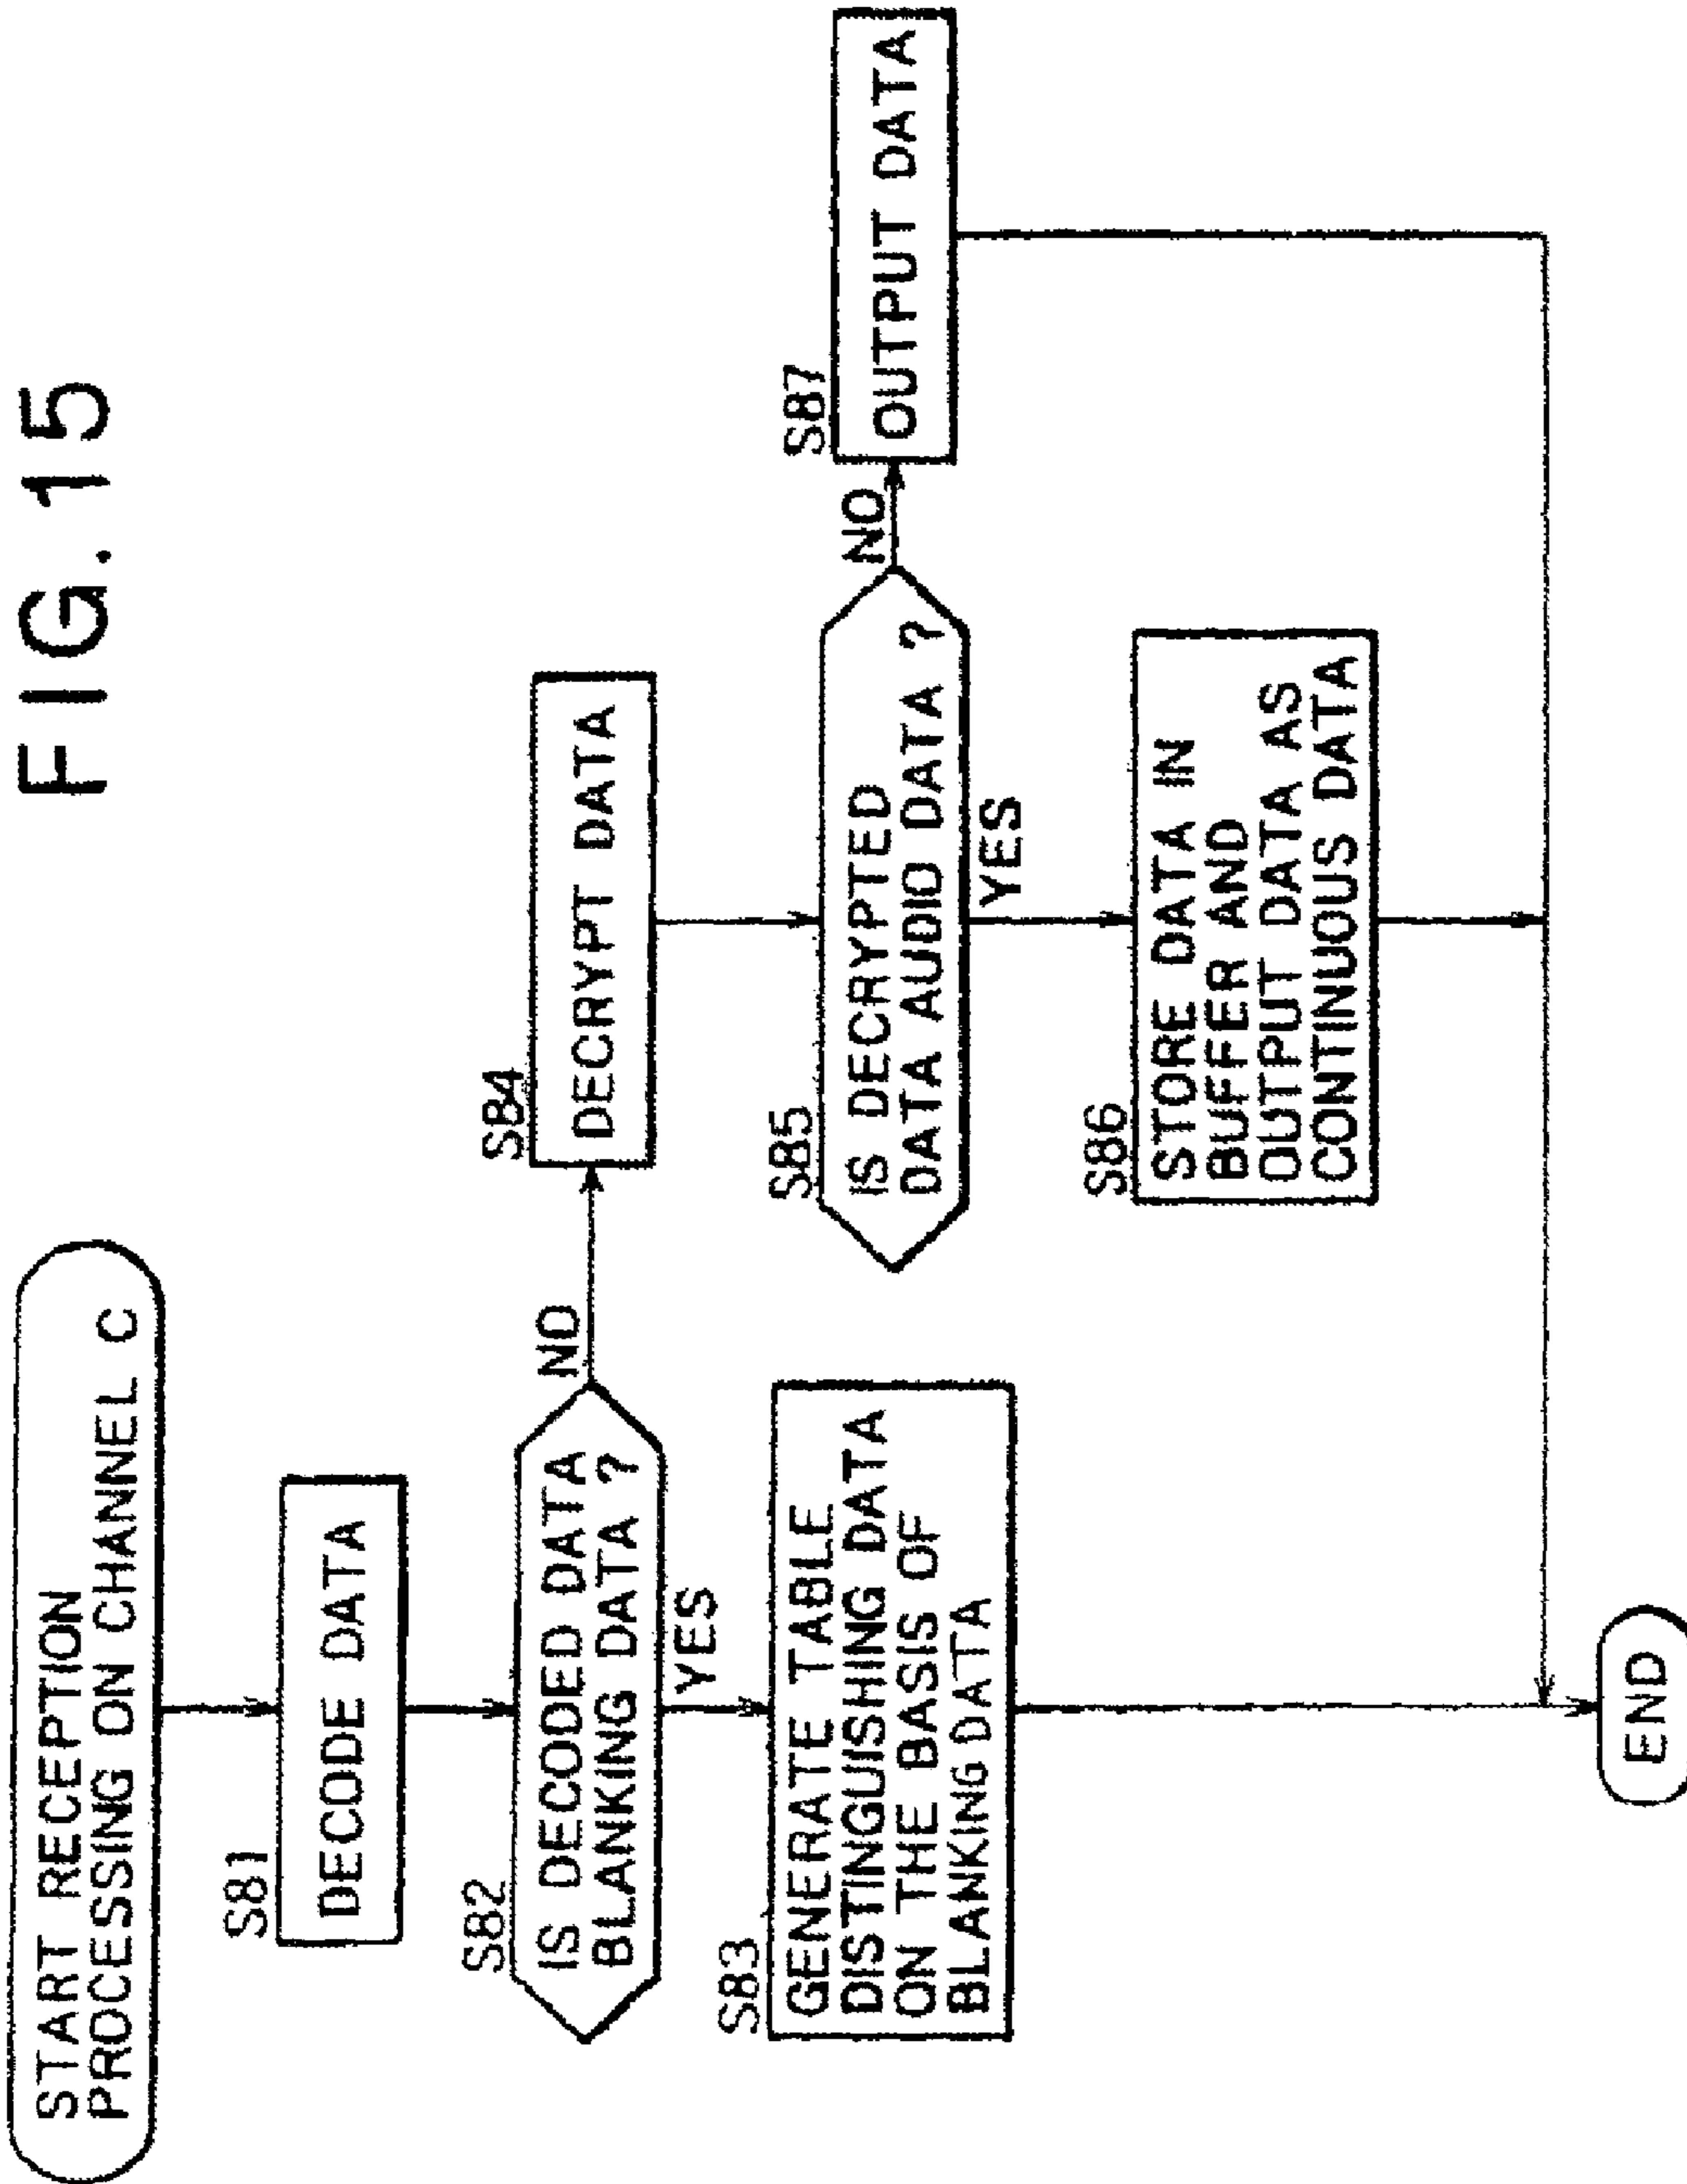 FIG.15
START RECEPTION
PROCESSING ON CHANNEL C
S81
DECODE DATA
S82
IS DECODED DATA
BLANKING DATA ?
NO
YES
S83
GENERATE TABLE
DISTINGUISHING DATA
ON THE BASIS OF
BLANKING DATA
S84
DECRYPT DATA
S85
IS DECRYPTED
DATA AUDIO DATA ?
NO
YES
S86
STORE DATA IN
BUFFER AND
OUTPUT DATA AS
CONTINUOUS DATA
S87
OUTPUT DATA
END